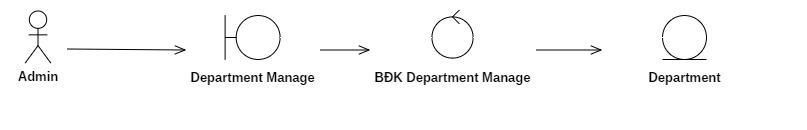 Admin
Department Manage
BĐK Department Manage
Department